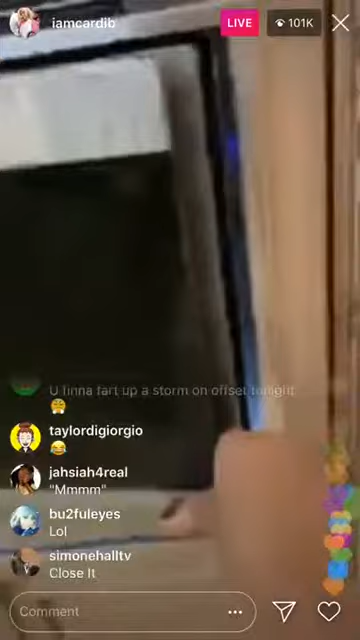 iamcardib LIVE 101K
U finna fart up a storm on offset tonight
😤
taylordigiorgio
😂
jahsiah4real
"Mmmm"
bu2fuleyes
Lol
simonehalltv
Close It
Comment